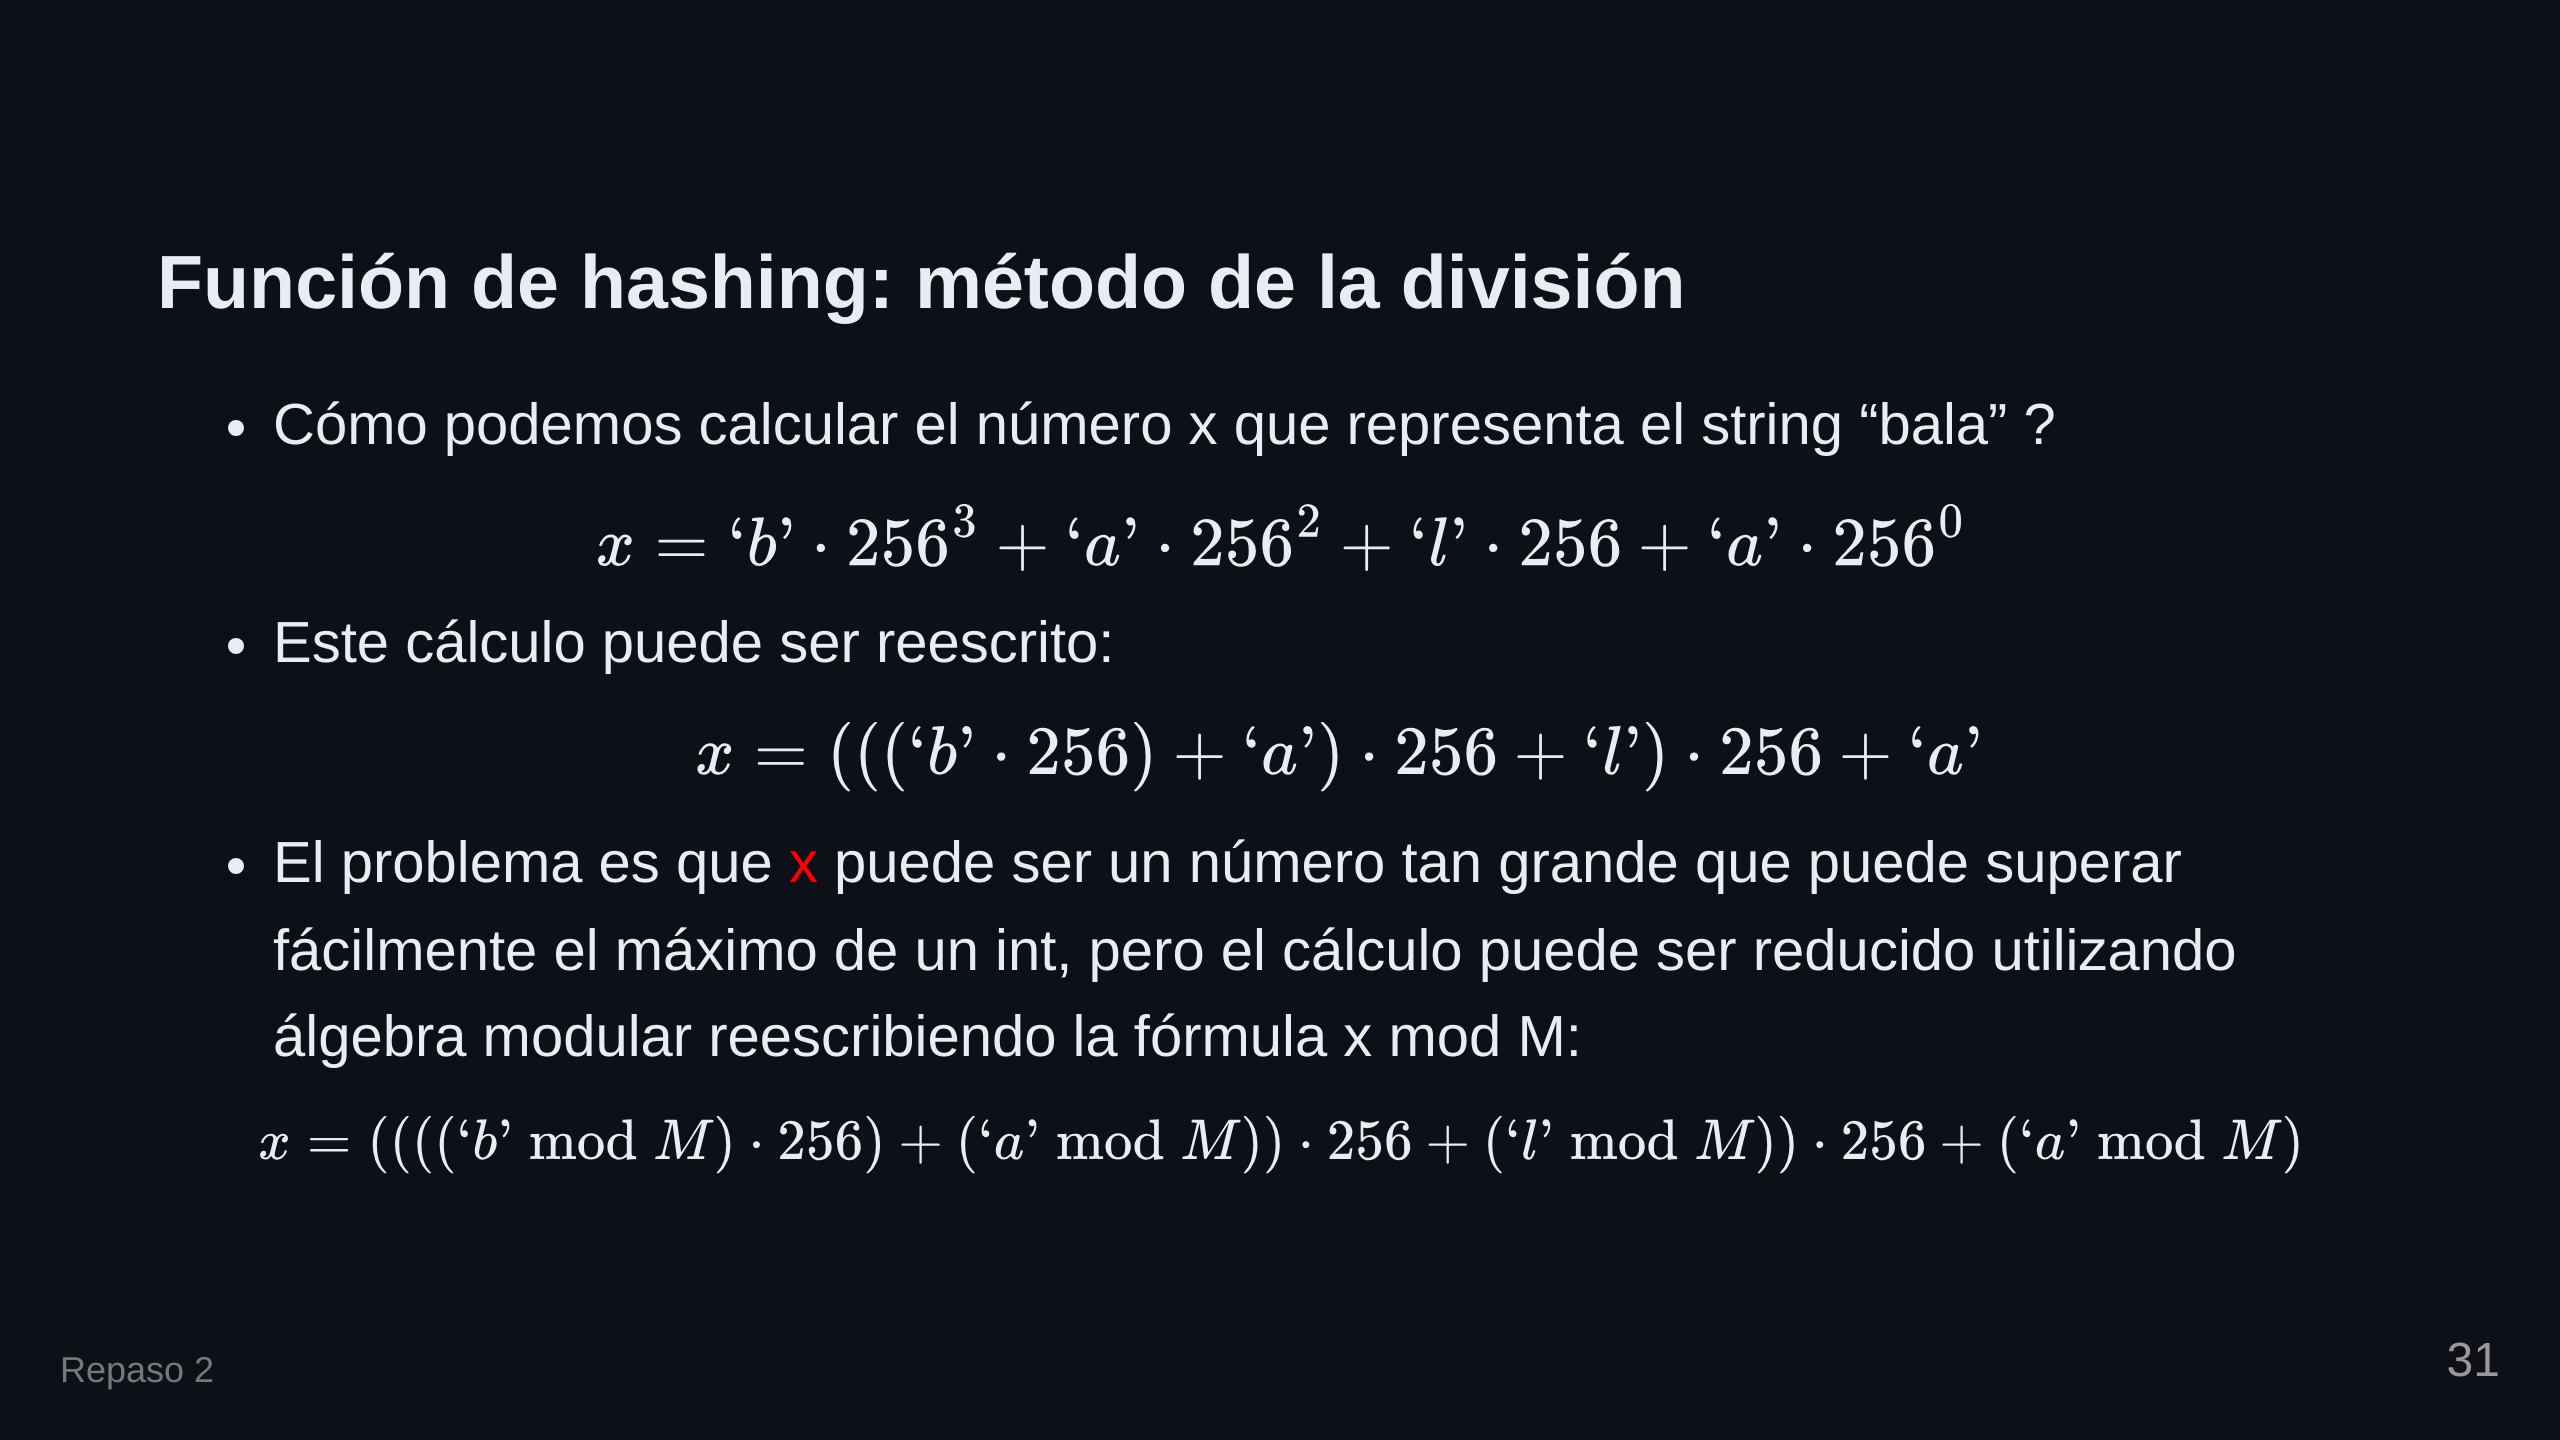 Función de hashing: método de la división
• Cómo podemos calcular el número x que representa el string “bala” ?
x = ‘b’ · 256³ + ‘a’ · 256² + ‘l’ · 256 + ‘a’ · 256⁰
• Este cálculo puede ser reescrito:
x = (((‘b’ · 256) + ‘a’) · 256 + ‘l’) · 256 + ‘a’
• El problema es que x puede ser un número tan grande que puede superar
fácilmente el máximo de un int, pero el cálculo puede ser reducido utilizando
álgebra modular reescribiendo la fórmula x mod M:
x = ((((‘b’ mod M) · 256) + (‘a’ mod M)) · 256 + (‘l’ mod M)) · 256 + (‘a’ mod M)
Repaso 2
31